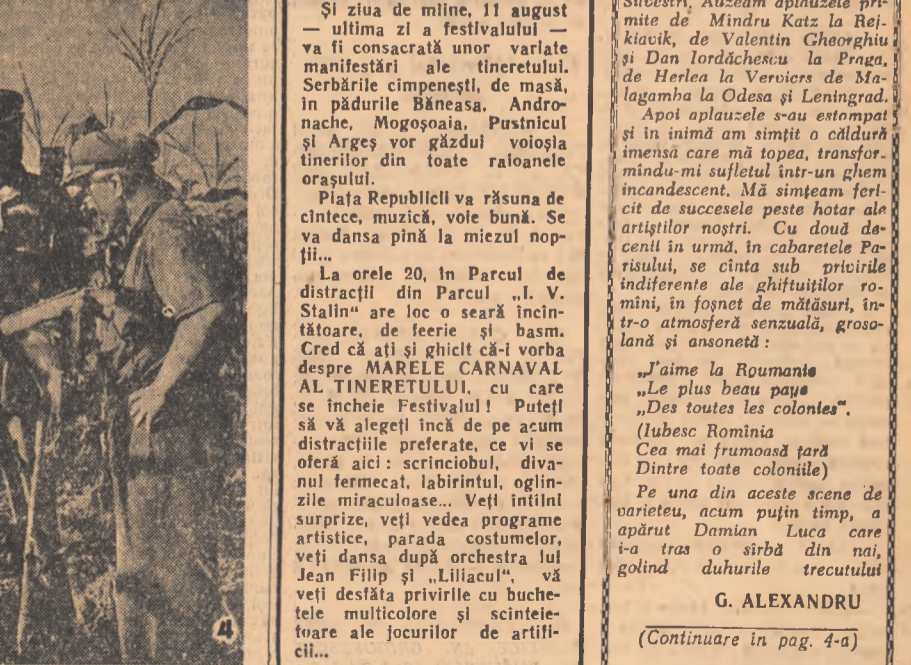 Și ziua de mîine, 11 august
— ultima zi a festivalului —
va fi consacrată unor variate
manifestări ale tineretului.
Serbările cîmpenești, de masă,
în pădurile Băneasa, Andro-
nache, Mogoșoaia, Pustnicul
și Argeș vor găzdui voioșia
tinerilor din toate raioanele
orașului.
Piața Republicii va răsuna de
cîntece, muzică, voie bună. Se
va dansa pînă la miezul nop-
ții...
La orele 20, în Parcul de
distracții din Parcul „I. V.
Stalin“ are loc o seară încîn-
tătoare, de feerie și basm.
Cred că ați și ghicit că-i vorba
despre MARELE CARNAVAL
AL TINERETULUI, cu care
se încheie Festivalul! Puteți
să vă alegeți încă de pe acum
distracțiile preferate, ce vi se
oferă aici: scrînciobul, diva-
nul fermecat, labirintul, oglin-
zile miraculoase... Veți întîlni
surprize, veți vedea programe
artistice, parada costumelor,
veți dansa după orchestra lui
Jean Filip și „Liliacul“, vă
veți desfăta privirile cu buche-
tele multicolore și scînteie-
toare ale jocurilor de artifi-
cii...
4
Silvestri. Auzeam aplauzele pri-
mite de Mîndru Katz la Rej-
kiavik, de Valentin Gheorghiu
și Dan Iordăchescu la Praga,
de Herlea la Verviers de Ma-
lagamba la Odesa și Leningrad.
Apoi aplauzele s-au estompat
și în inimă am simțit o căldură
imensă care mă topea, transfor-
mîndu-mi sufletul într-un ghem
incandescent. Mă simțeam feri-
cit de succesele peste hotar ale
artiștilor noștri. Cu două de-
cenii în urmă, în cabaretele Pa-
risului, se cînta sub privirile
indiferente ale ghiftuiților ro-
mîni, în foșnet de mătăsuri, în-
tr-o atmosferă senzuală, groso-
lană și ansonetă:
„J'aime la Roumanie
„Le plus beau pays
„Des toutes les colonies“.
(Iubesc Romînia
Cea mai frumoasă țară
Dintre toate coloniile)
Pe una din aceste scene de
varieteu, acum puțin timp, a
apărut Damian Luca care
i-a tras o sîrbă din nai,
golind duhurile trecutului
G. ALEXANDRU
(Continuare în pag. 4-a)